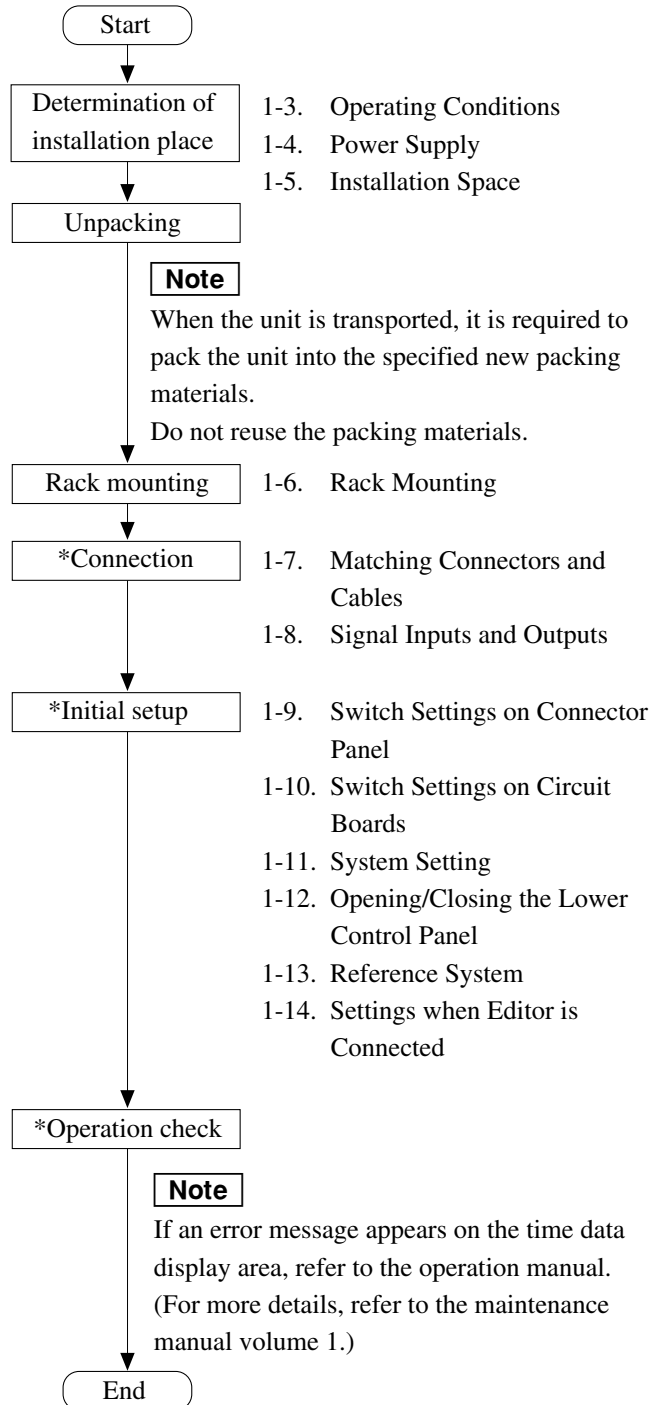 Start
Determination of
installation place
1-3. Operating Conditions
1-4. Power Supply
1-5. Installation Space
Unpacking
Note
When the unit is transported, it is required to
pack the unit into the specified new packing
materials.
Do not reuse the packing materials.
Rack mounting
1-6. Rack Mounting
*Connection
1-7. Matching Connectors and
Cables
1-8. Signal Inputs and Outputs
*Initial setup
1-9. Switch Settings on Connector
Panel
1-10. Switch Settings on Circuit
Boards
1-11. System Setting
1-12. Opening/Closing the Lower
Control Panel
1-13. Reference System
1-14. Settings when Editor is
Connected
*Operation check
Note
If an error message appears on the time data
display area, refer to the operation manual.
(For more details, refer to the maintenance
manual volume 1.)
End